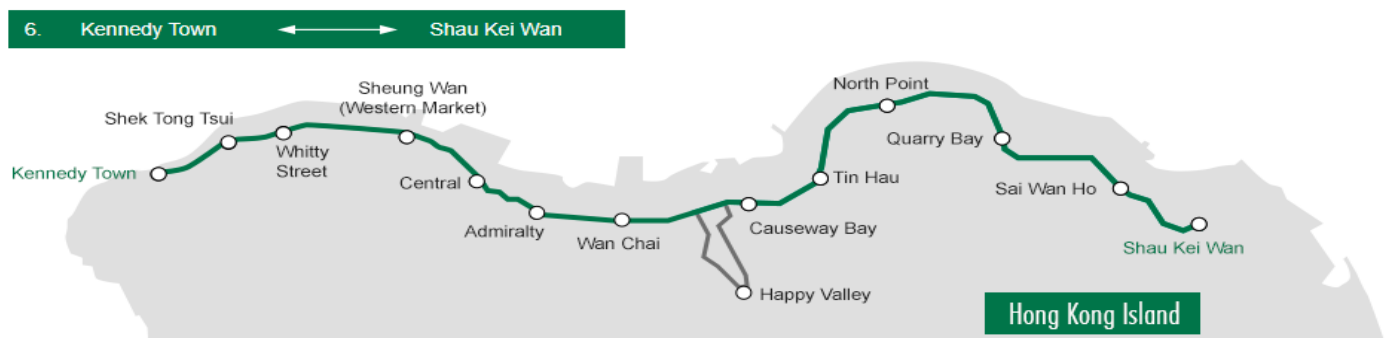 6. Kennedy Town Shau Kei Wan
Sheung Wan
(Western Market)
Shek Tong Tsui
Whitty
Street
Kennedy Town
Central
Admiralty
Wan Chai
Causeway Bay
Happy Valley
Tin Hau
North Point
Quarry Bay
Sai Wan Ho
Shau Kei Wan
Hong Kong Island